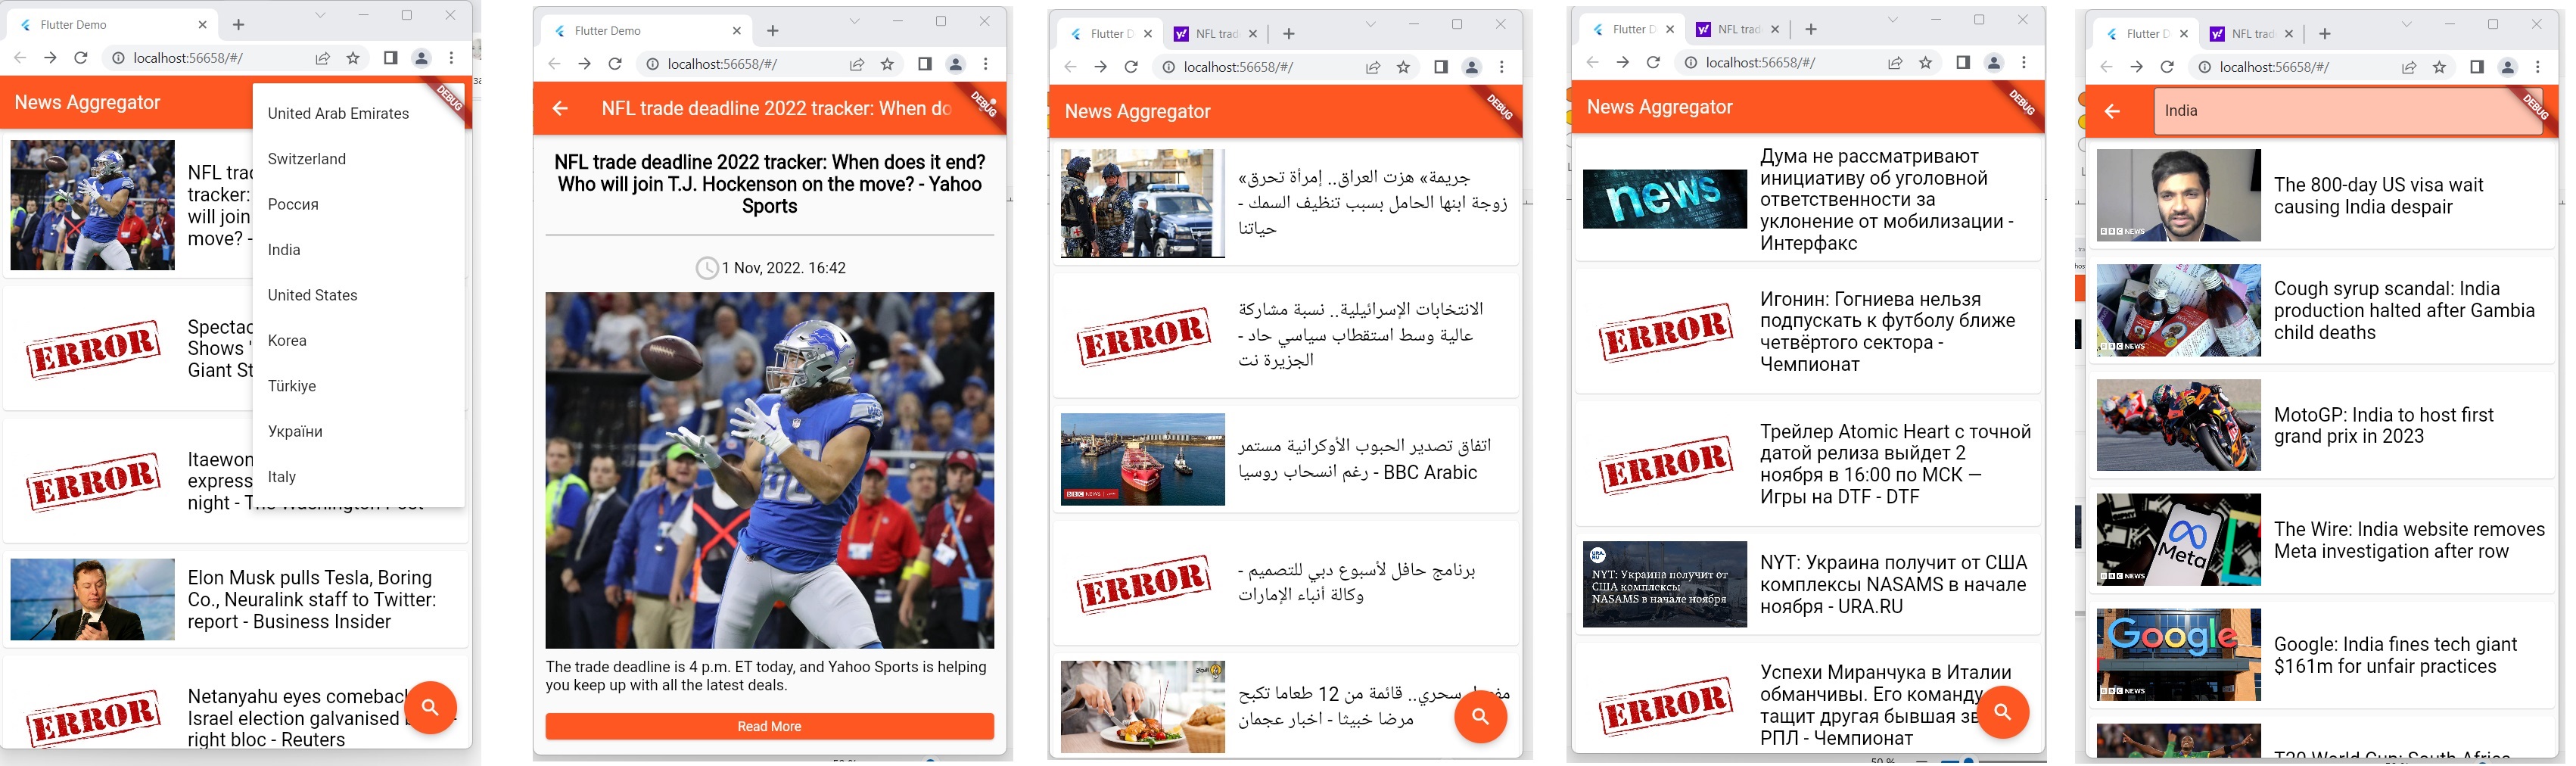 Flutter Demo
localhost:56658/#/
News Aggregator
DEBUG
United Arab Emirates
Switzerland
Россия
India
United States
Korea
Türkiye
України
Italy
NFL
tracker:
will join
move? -
ERROR
Shows '
Giant St
ERROR
night - The Washington Post
Elon Musk pulls Tesla, Boring
Co., Neuralink staff to Twitter:
report - Business Insider
ERROR
Netanyahu eyes comeback
Israel election galvanised
right bloc - Reuters
Flutter Demo
localhost:56658/#/
NFL trade deadline 2022 tracker: When do
DEBUG
NFL trade deadline 2022 tracker: When does it end?
Who will join T.J. Hockenson on the move? - Yahoo
Sports
1 Nov, 2022. 16:42
The trade deadline is 4 p.m. ET today, and Yahoo Sports is helping
you keep up with all the latest deals.
Read More
Flutter D
y! NFL trad
localhost:56658/#/
News Aggregator
DEBUG
«جريمة» هزت العراق.. إمرأة تحرق
زوجة ابنها الحامل بسبب تنظيف السمك -
حياتنا
ERROR
الانتخابات الإسرائيلية.. نسبة مشاركة
عالية وسط استقطاب سياسي حاد -
الجزيرة نت
BBC NEWS
اتفاق تصدير الحبوب الأوكرانية مستمر
رغم انسحاب روسيا - BBC Arabic
ERROR
برنامج حافل لأسبوع دبي للتصميم -
وكالة أنباء الإمارات
سحري.. قائمة من 12 طعاما تكبح
مرضا خبيثا - اخبار عجمان
Flutter D
y! NFL trad
localhost:56658/#/
News Aggregator
DEBUG
news
Дума не рассматривают
инициативу об уголовной
ответственности за
уклонение от мобилизации -
Интерфакс
ERROR
Игонин: Гогниева нельзя
подпускать к футболу ближе
четвёртого сектора -
Чемпионат
ERROR
Трейлер Atomic Heart с точной
датой релиза выйдет 2
ноября в 16:00 по МСК —
Игры на DTF - DTF
URA.RU
NYT: Украина получит от
США комплексы
NASAMS в начале ноября
NYT: Украина получит от США
комплексы NASAMS в начале
ноября - URA.RU
ERROR
Успехи Миранчука в Италии
обманчивы. Его команду
тащит другая бывшая зв
РПЛ - Чемпионат
50 %
Flutter D
y! NFL trad
localhost:56658/#/
India
DEBUG
BBC NEWS
The 800-day US visa wait
causing India despair
BBC NEWS
Cough syrup scandal: India
production halted after Gambia
child deaths
MotoGP: India to host first
grand prix in 2023
Meta
BBC NEWS
The Wire: India website removes
Meta investigation after row
Google
BBC NEWS
Google: India fines tech giant
$161m for unfair practices
T20 World Cup: South Africa